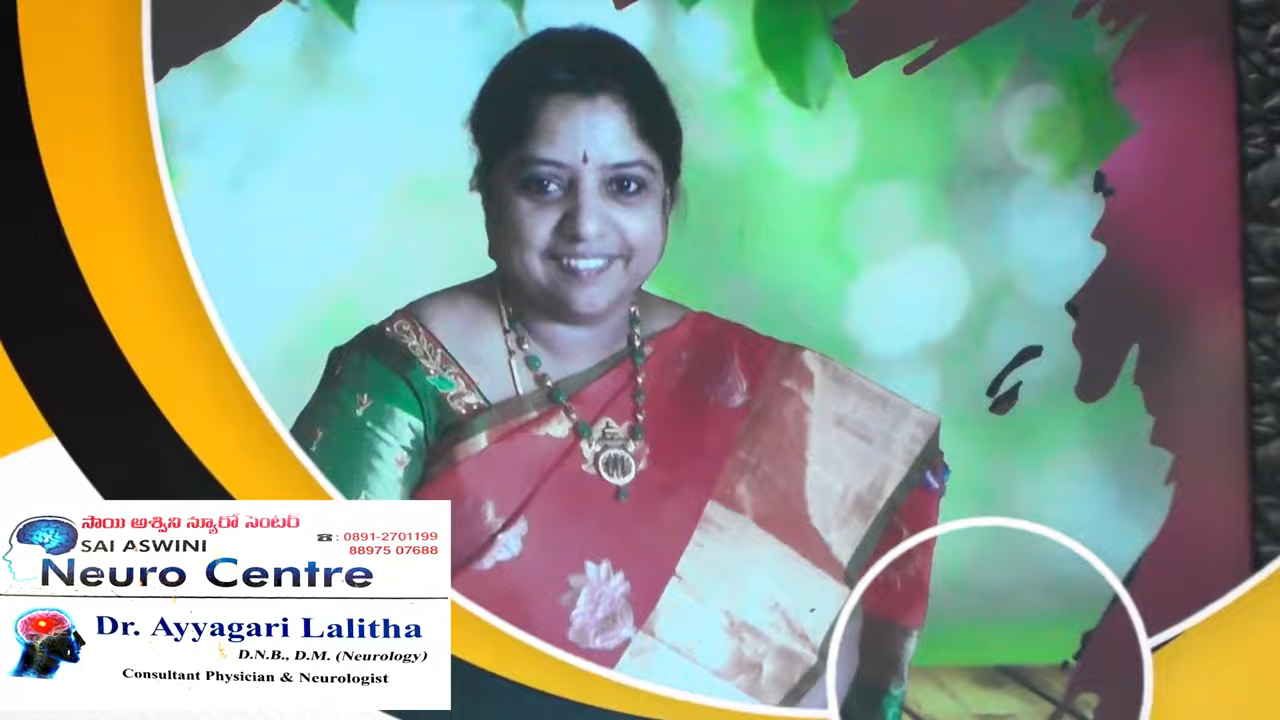 సాయి అశ్విని న్యూరో సెంటర్
SAI ASWINI
☎ : 0891-2701199
88975 07688
Neuro Centre
Dr. Ayyagari Lalitha
D.N.B., D.M. (Neurology)
Consultant Physician & Neurologist